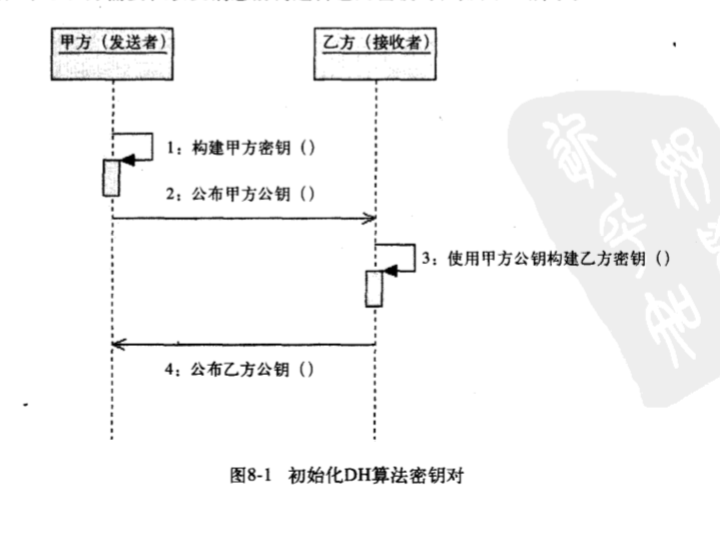 甲方（发送者）
乙方（接收者）
1：构建甲方密钥（）
2：公布甲方公钥（）
3：使用甲方公钥构建乙方密钥（）
4：公布乙方公钥（）
图8-1 初始化DH算法密钥对